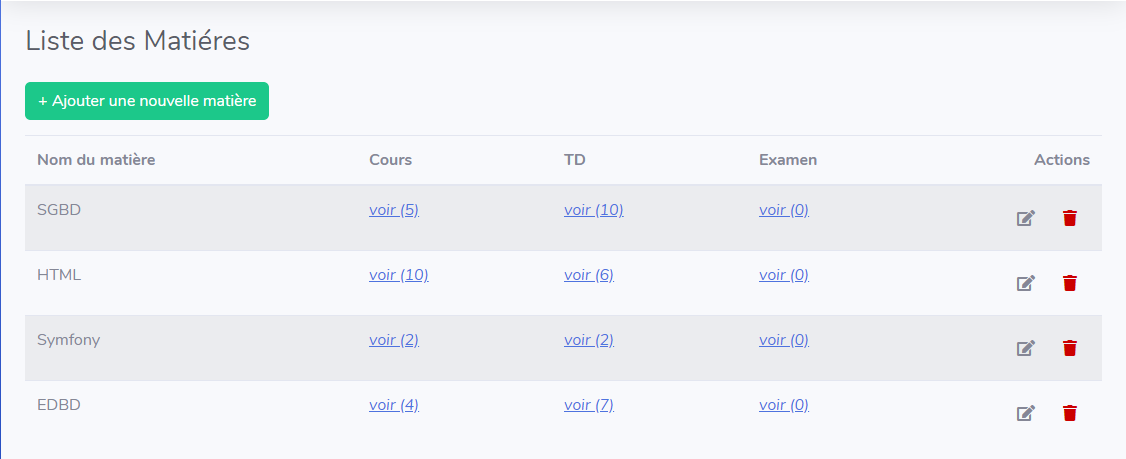 Liste des Matiéres
+ Ajouter une nouvelle matière
Nom du matière Cours TD Examen Actions
SGBD voir (5) voir (10) voir (0)
HTML voir (10) voir (6) voir (0)
Symfony voir (2) voir (2) voir (0)
EDBD voir (4) voir (7) voir (0)